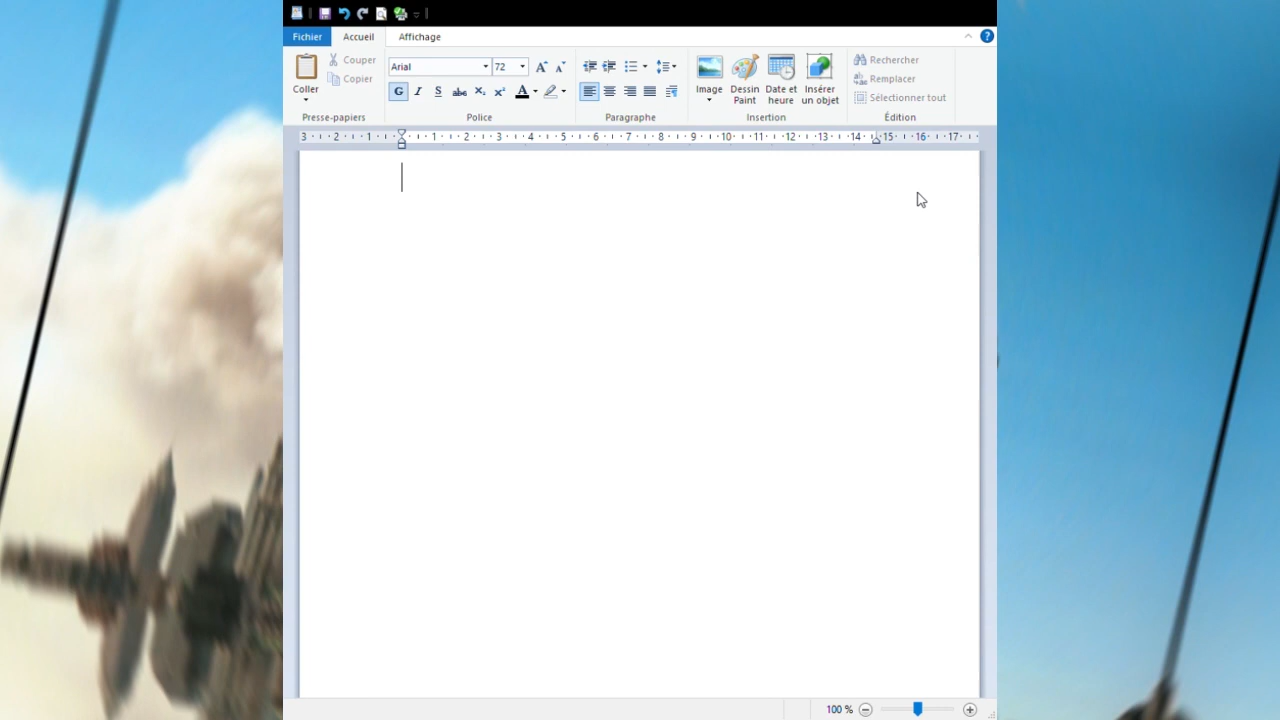 Fichier Accueil Affichage
Coller
Couper
Copier
Presse-papiers
Arial 72
G I S abc X₂ X² A
Police
Paragraphe
Image
Dessin
Paint
Date et
heure
Insérer
un objet
Insertion
Rechercher
Remplacer
Sélectionner tout
Édition
3 2 1 1 2 3 4 5 6 7 8 9 10 11 12 13 14 15 16 17
100 %